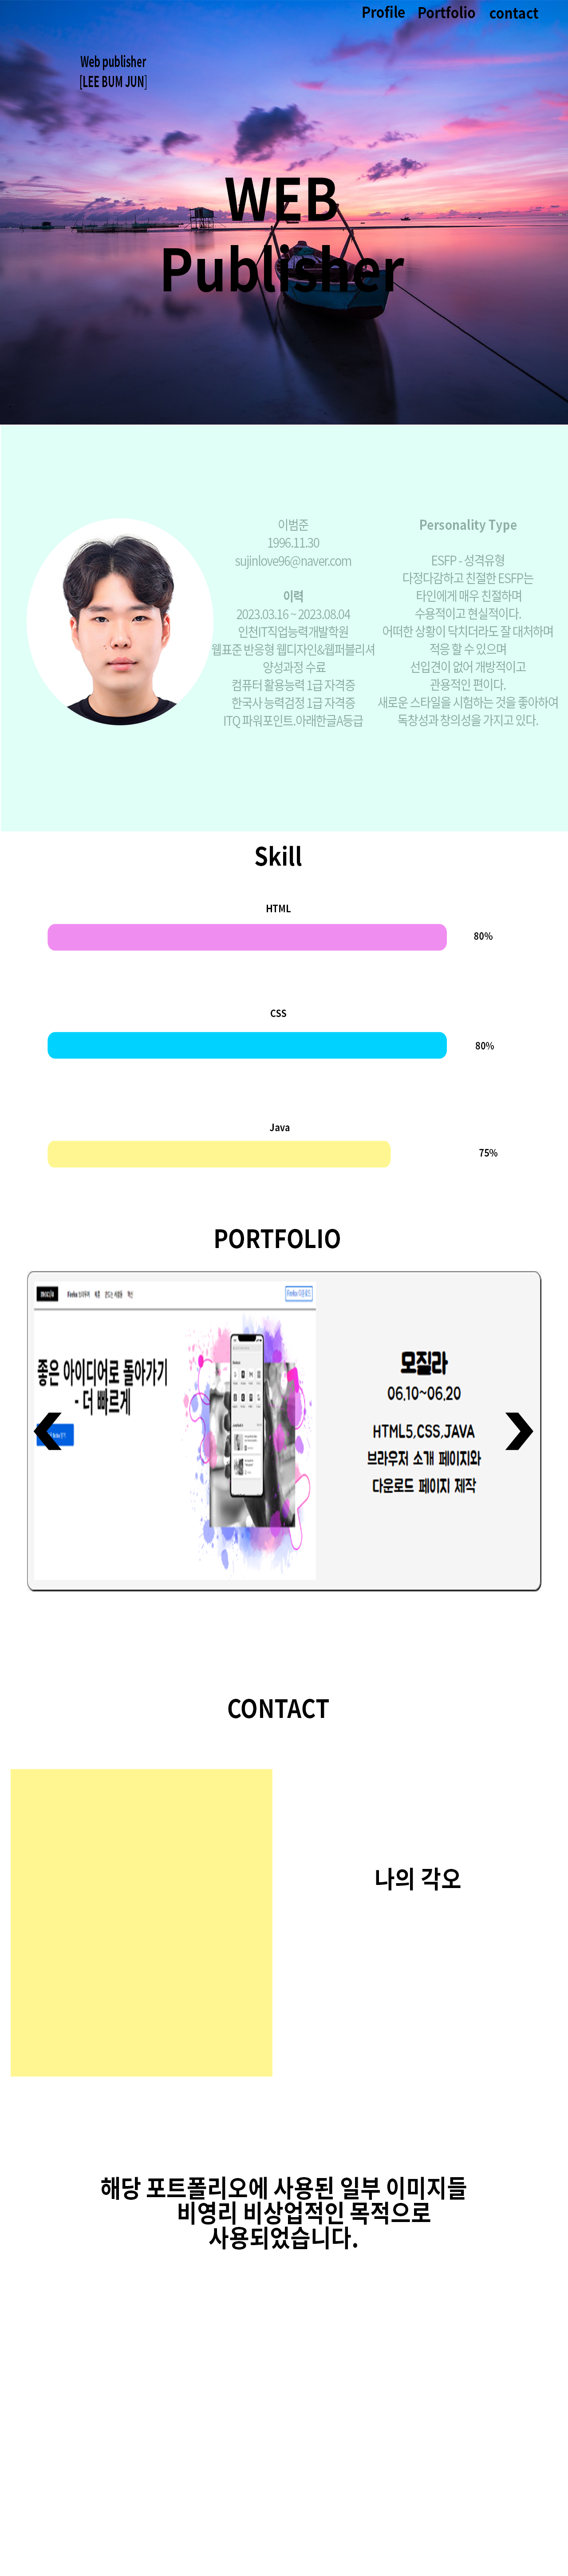 Profile Portfolio contact
Web publisher
[LEE BUM JUN]
WEB
Publisher
이범준
1996.11.30
sujinlove96@naver.com
이력
2023.03.16 ~ 2023.08.04
인천IT직업능력개발학원
웹표준 반응형 웹디자인&웹퍼블리셔
양성과정 수료
컴퓨터 활용능력 1급 자격증
한국사 능력검정 1급 자격증
ITQ 파워포인트.아래한글A등급
Personality Type
ESFP - 성격유형
다정다감하고 친절한 ESFP는
타인에게 매우 친절하며
수용적이고 현실적이다.
어떠한 상황이 닥치더라도 잘 대처하며
적응 할 수 있으며
선입견이 없어 개방적이고
관용적인 편이다.
새로운 스타일을 시험하는 것을 좋아하여
독창성과 창의성을 가지고 있다.
Skill
HTML
80%
CSS
80%
Java
75%
PORTFOLIO
좋은 아이디어로 돌아가기
- 더 빠르게
모질라
06.10~06.20
HTML5,CSS,JAVA
브라우저 소개 페이지와
다운로드 페이지 제작
CONTACT
나의 각오
해당 포트폴리오에 사용된 일부 이미지들
비영리 비상업적인 목적으로
사용되었습니다.